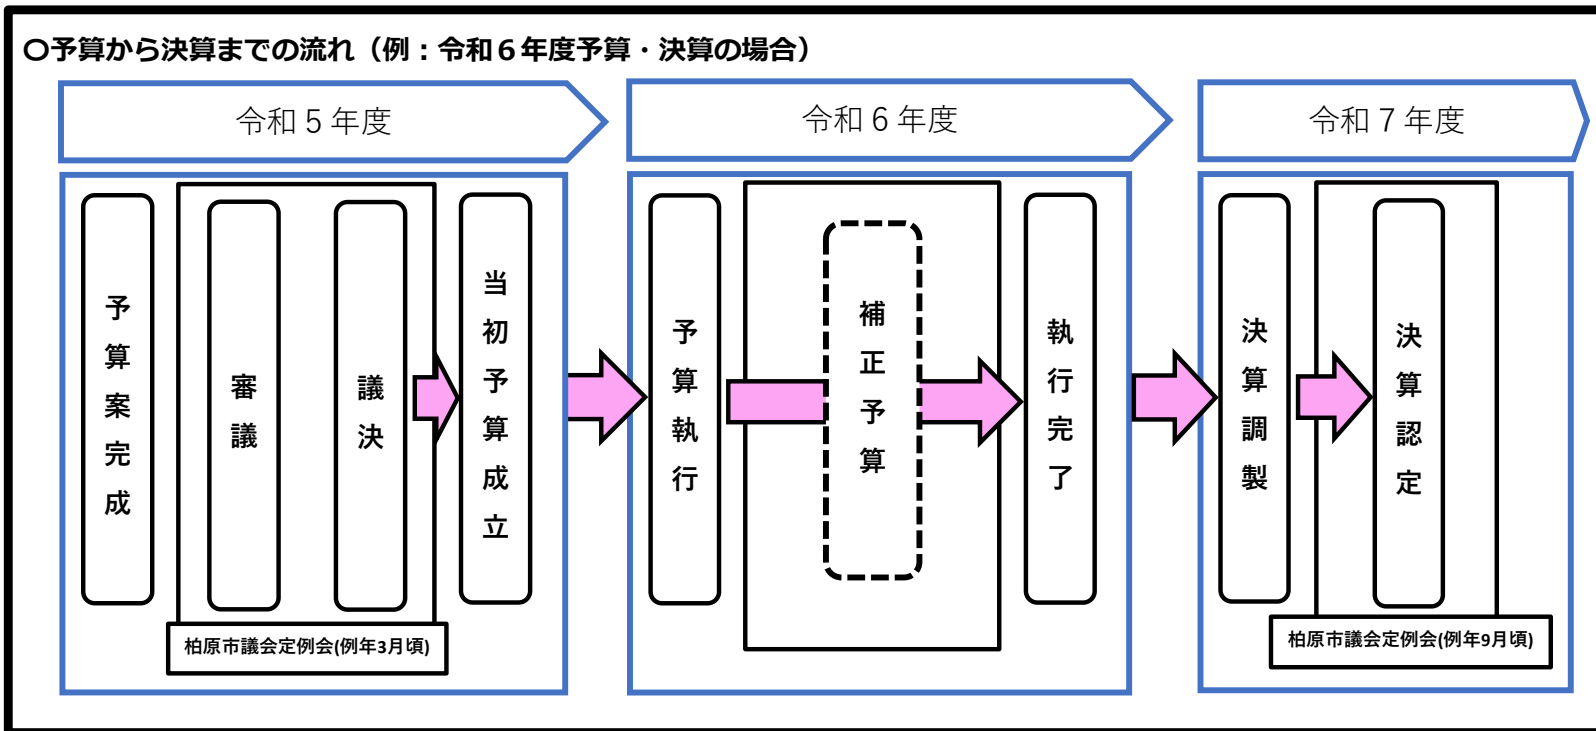 〇予算から決算までの流れ（例：令和６年度予算・決算の場合）
令和５年度
令和６年度
令和７年度
予算案完成
審議
議決
当初予算成立
柏原市議会定例会(例年3月頃)
予算執行
補正予算
執行完了
決算調製
決算認定
柏原市議会定例会(例年9月頃)